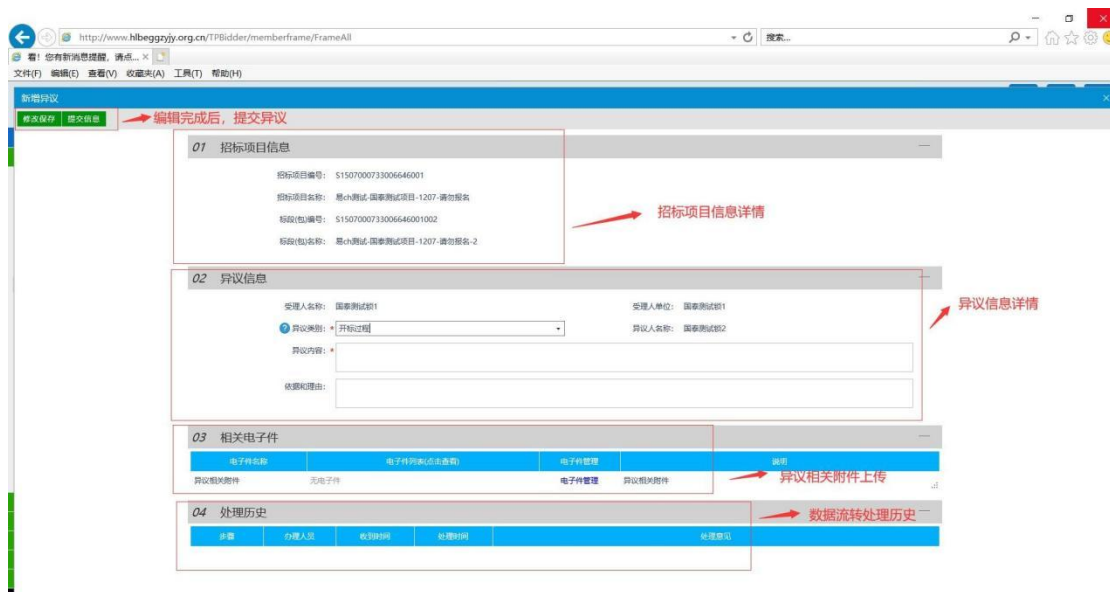 http://www.hlbeggzyjy.org.cn/TPBidder/memberframe/FrameAll
搜索...
看！您有新消息提醒，请点...
文件(F) 编辑(E) 查看(V) 收藏夹(A) 工具(T) 帮助(H)
新增异议
修改保存 提交信息 编辑完成后，提交异议
01 招标项目信息
招标项目编号： S1507000733006646001
招标项目名称： 易ch测试-国泰测试项目-1207-请勿报名
招标项目信息详情
标段(包)编号： S1507000733006646001002
标段(包)名称： 易ch测试-国泰测试项目-1207-请勿报名-2
02 异议信息
受理人名称： 国泰测试锁1 受理人单位： 国泰测试锁1
异议信息详情
? 异议类别： * 开标过程 异议人名称： 国泰测试锁2
异议内容： *
依据和理由：
03 相关电子件
电子件名称 电子件列表(点击查看) 电子件管理 说明
异议相关附件 无电子件 电子件管理 异议相关附件
异议相关附件上传
04 处理历史
数据流转处理历史
步骤 办理人员 收到时间 处理时间 处理意见